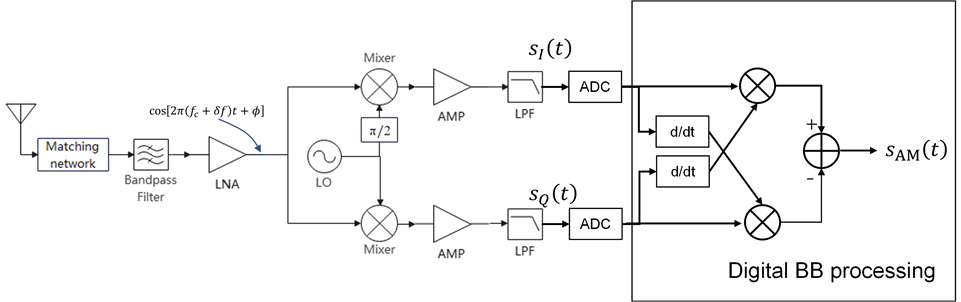 Mixer
s_I(t)
ADC
AMP
LPF
cos[2π(f_c + δf)t + ϕ]
π/2
d/dt
+
Matching
network
Bandpass
Filter
LNA
LO
d/dt
s_AM(t)
-
s_Q(t)
Mixer
AMP
LPF
ADC
Digital BB processing